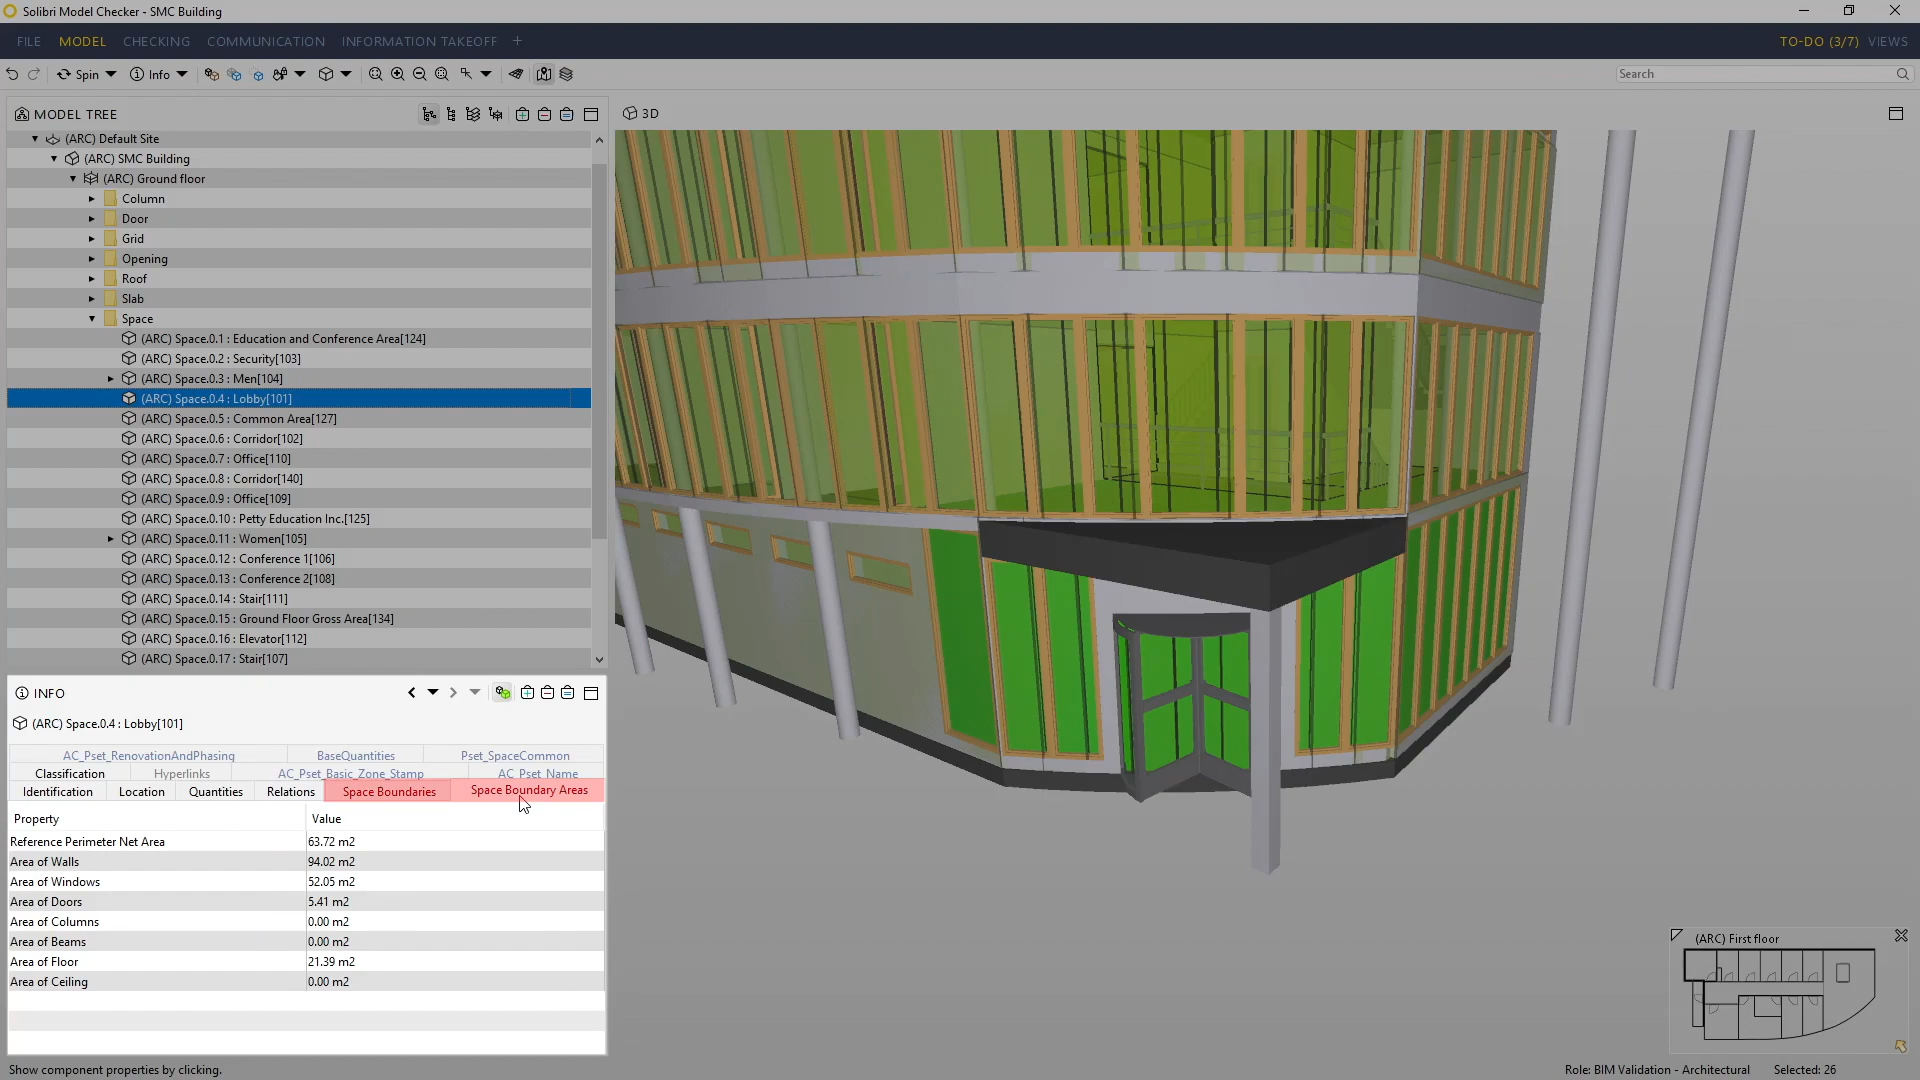 Solibri Model Checker - SMC Building
FILE MODEL CHECKING COMMUNICATION INFORMATION TAKEOFF +
TO-DO (3/7) VIEWS
Spin Info
Search
MODEL TREE
3D
(ARC) Default Site
(ARC) SMC Building
(ARC) Ground floor
Column
Door
Grid
Opening
Roof
Slab
Space
(ARC) Space.0.1 : Education and Conference Area[124]
(ARC) Space.0.2 : Security[103]
(ARC) Space.0.3 : Men[104]
(ARC) Space.0.4 : Lobby[101]
(ARC) Space.0.5 : Common Area[127]
(ARC) Space.0.6 : Corridor[102]
(ARC) Space.0.7 : Office[110]
(ARC) Space.0.8 : Corridor[140]
(ARC) Space.0.9 : Office[109]
(ARC) Space.0.10 : Petty Education Inc.[125]
(ARC) Space.0.11 : Women[105]
(ARC) Space.0.12 : Conference 1[106]
(ARC) Space.0.13 : Conference 2[108]
(ARC) Space.0.14 : Stair[111]
(ARC) Space.0.15 : Ground Floor Gross Area[134]
(ARC) Space.0.16 : Elevator[112]
(ARC) Space.0.17 : Stair[107]
INFO
(ARC) Space.0.4 : Lobby[101]
AC_Pset_RenovationAndPhasing BaseQuantities Pset_SpaceCommon
Classification Hyperlinks AC_Pset_Basic_Zone_Stamp AC_Pset_Name
Identification Location Quantities Relations Space Boundaries Space Boundary Areas
Property Value
Reference Perimeter Net Area 63.72 m2
Area of Walls 94.02 m2
Area of Windows 52.05 m2
Area of Doors 5.41 m2
Area of Columns 0.00 m2
Area of Beams 0.00 m2
Area of Floor 21.39 m2
Area of Ceiling 0.00 m2
(ARC) First floor
Show component properties by clicking.
Role: BIM Validation - Architectural Selected: 26